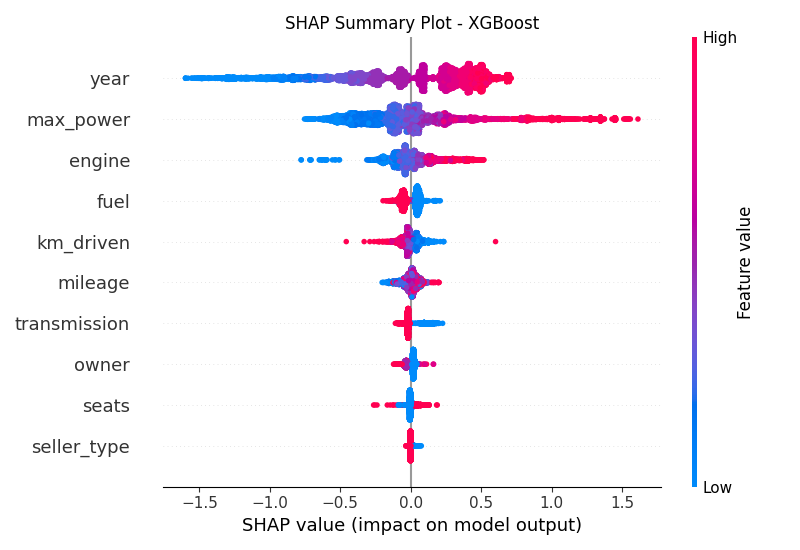 SHAP Summary Plot - XGBoost
High
year
max_power
engine
fuel
km_driven
mileage
transmission
owner
seats
seller_type
Feature value
Low
−1.5 −1.0 −0.5 0.0 0.5 1.0 1.5
SHAP value (impact on model output)